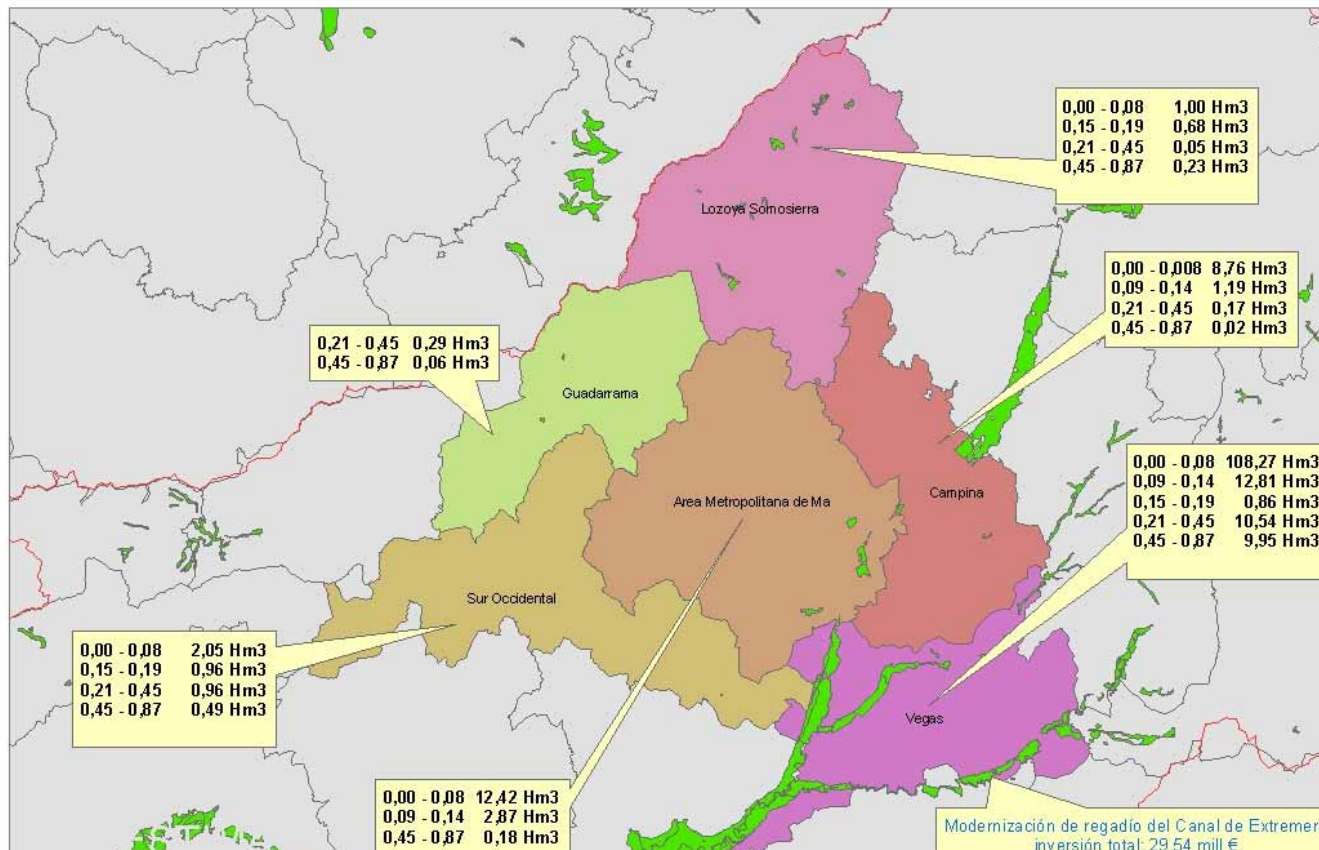 0,00 - 0,08 1,00 Hm3
0,15 - 0,19 0,68 Hm3
0,21 - 0,45 0,05 Hm3
0,45 - 0,87 0,23 Hm3
Lozoya Somosierra
0,00 - 0,008 8,76 Hm3
0,09 - 0,14 1,19 Hm3
0,21 - 0,45 0,17 Hm3
0,45 - 0,87 0,02 Hm3
0,21 - 0,45 0,29 Hm3
0,45 - 0,87 0,06 Hm3
Guadarrama
0,00 - 0,08 108,27 Hm3
0,09 - 0,14 12,81 Hm3
0,15 - 0,19 0,86 Hm3
0,21 - 0,45 10,54 Hm3
0,45 - 0,87 9,95 Hm3
Campina
Area Metropolitana de Ma
Sur Occidental
0,00 - 0,08 2,05 Hm3
0,15 - 0,19 0,96 Hm3
0,21 - 0,45 0,96 Hm3
0,45 - 0,87 0,49 Hm3
Vegas
0,00 - 0,08 12,42 Hm3
0,09 - 0,14 2,87 Hm3
0,45 - 0,87 0,18 Hm3
Modernización de regadío del Canal de Extremer
inversión total: 29,54 mill €